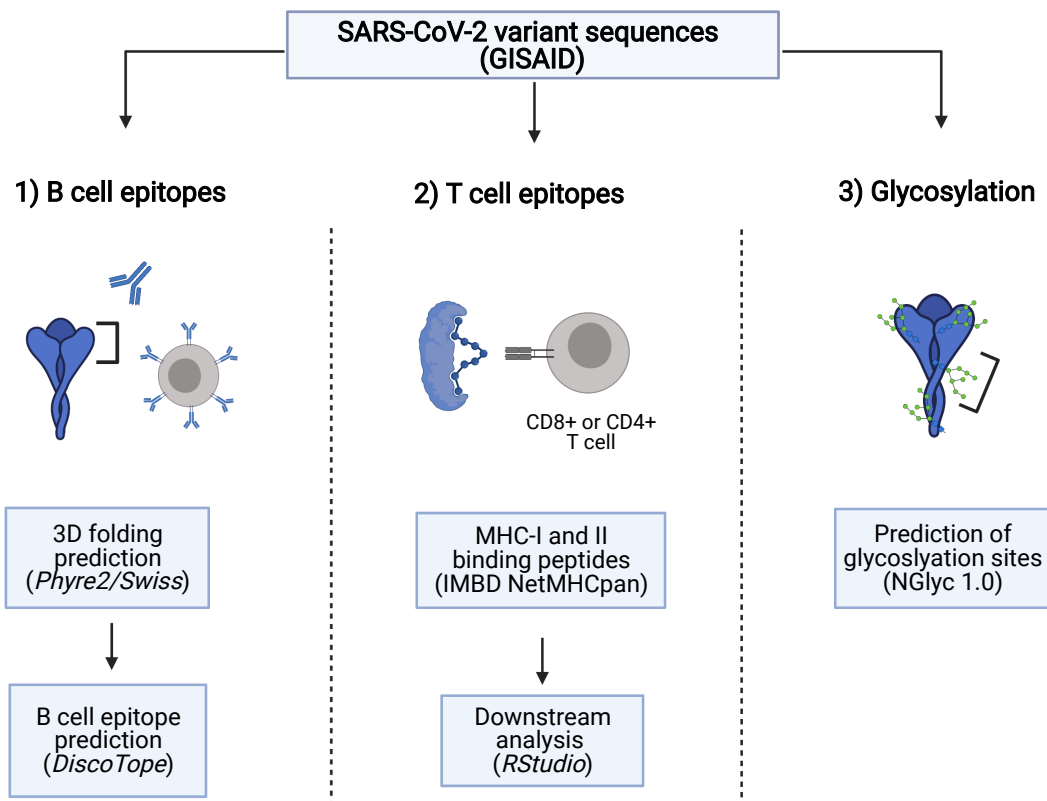 SARS-CoV-2 variant sequences
(GISAID)
1) B cell epitopes
2) T cell epitopes
3) Glycosylation
CD8+ or CD4+
T cell
3D folding
prediction
(Phyre2/Swiss)
MHC-I and II
binding peptides
(IMBD NetMHCpan)
Prediction of
glycoslyation sites
(NGlyc 1.0)
B cell epitope
prediction
(DiscoTope)
Downstream
analysis
(RStudio)